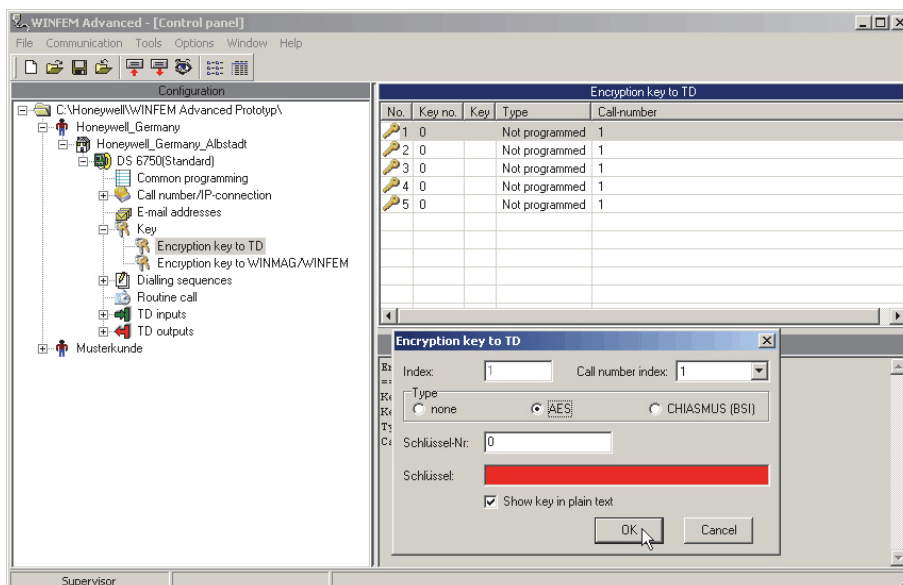 WINFEM Advanced - [Control panel]
File Communication Tools Options Window Help
Configuration
C:\Honeywell\WINFEM Advanced Prototyp\
Honeywell_Germany
Honeywell_Germany_Albstadt
DS 6750(Standard)
Common programming
Call number/IP-connection
E-mail addresses
Key
Encryption key to TD
Encryption key to WINMAG/WINFEM
Dialling sequences
Routine call
TD inputs
TD outputs
Musterkunde
Encryption key to TD
No. Key no. Key Type Call-number
1 0 Not programmed 1
2 0 Not programmed 1
3 0 Not programmed 1
4 0 Not programmed 1
5 0 Not programmed 1
Encryption key to TD
Index: 1 Call number index: 1
Type
none AES CHIASMUS (BSI)
Schlüssel-Nr: 0
Schlüssel:
Show key in plain text
OK Cancel
Supervisor